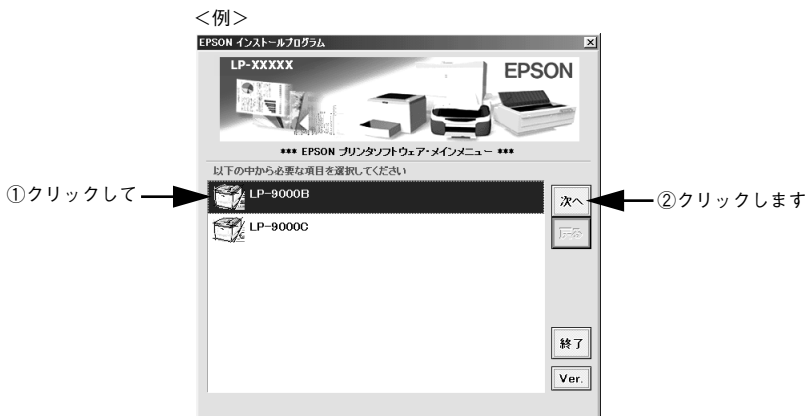 ＜例＞
EPSON インストールプログラム
LP-XXXXX
EPSON
*** EPSON プリンタソフトウェア・メインメニュー ***
以下の中から必要な項目を選択してください
①クリックして
LP-9000B
次へ
②クリックします
LP-9000C
戻る
終了
Ver.